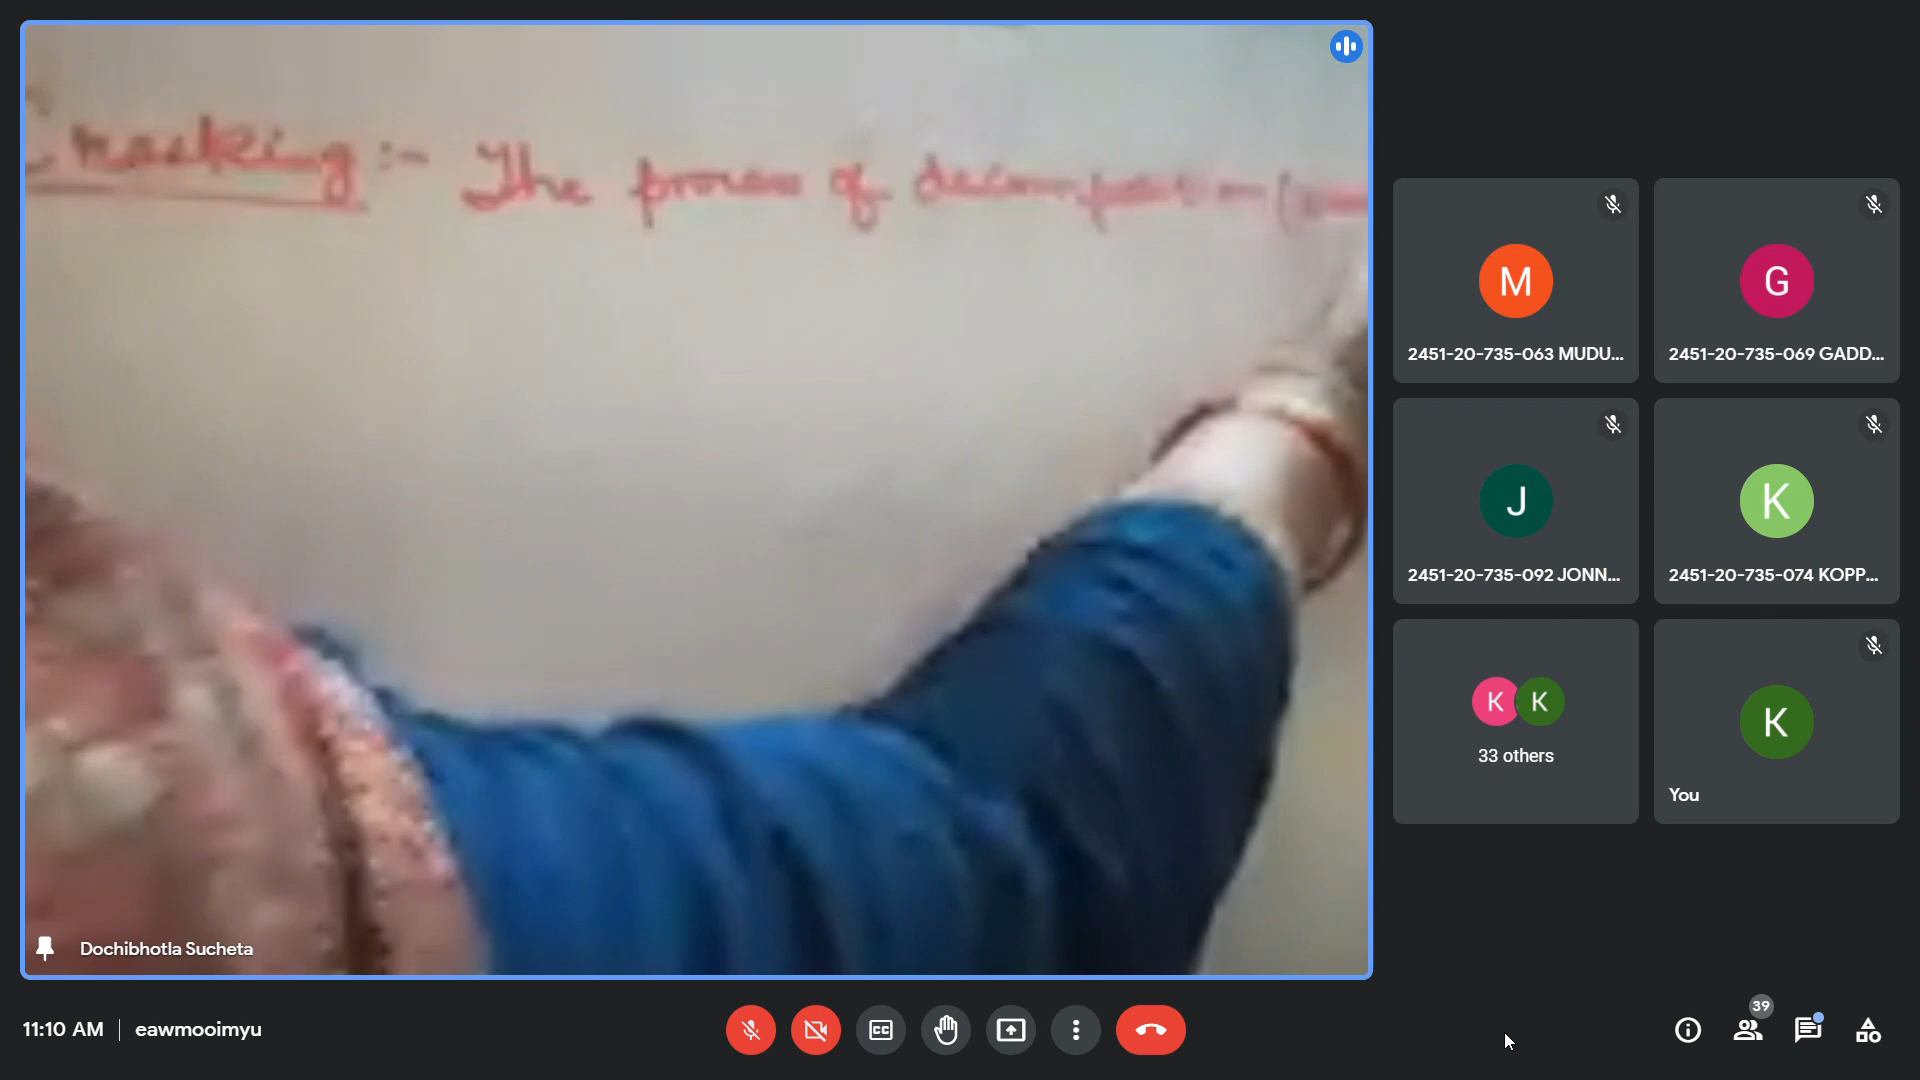 Cracking :- The process of decomposition
M
G
2451-20-735-063 MUDU...
2451-20-735-069 GADD...
J
K
2451-20-735-092 JONN...
2451-20-735-074 KOPP...
K K
K
33 others
You
Dochibhotla Sucheta
11:10 AM | eawmooimyu
CC
39